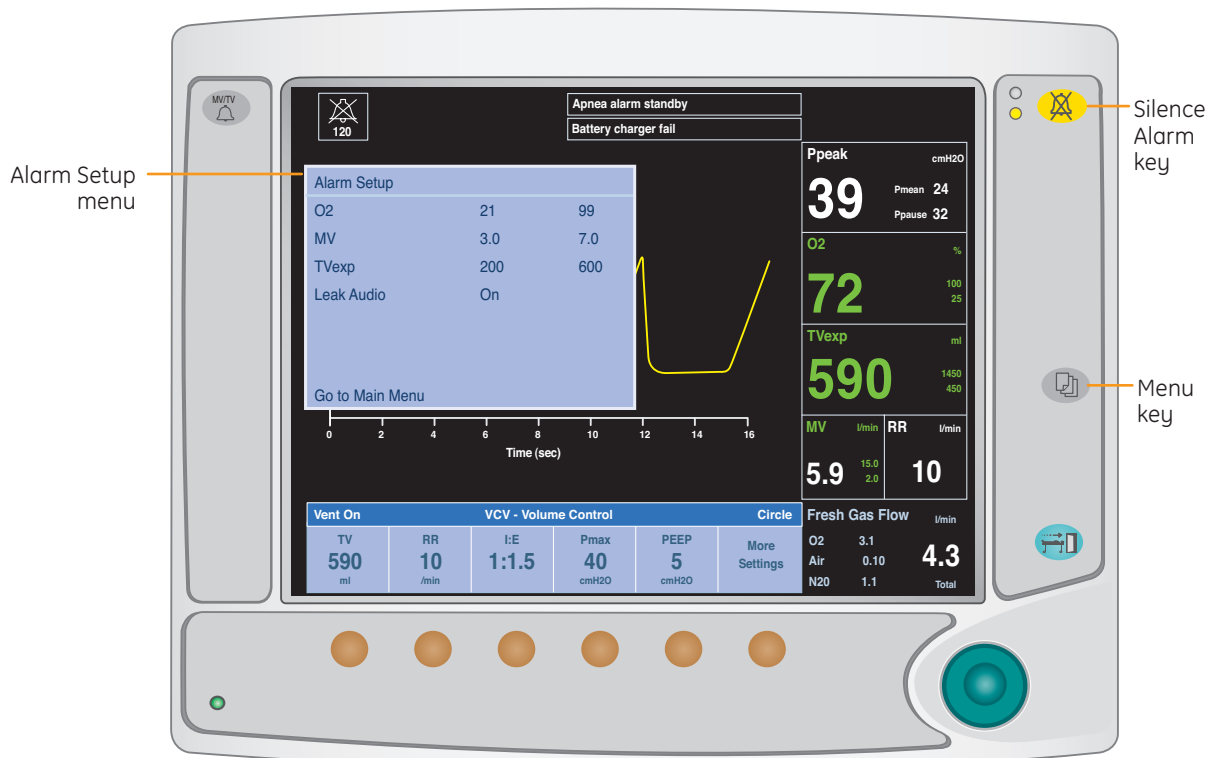 MV/TV
120
Apnea alarm standby
Battery charger fail
Silence
Alarm
key
Alarm Setup
menu
Alarm Setup
O2 21 99
MV 3.0 7.0
TVexp 200 600
Leak Audio On
Go to Main Menu
0 2 4 6 8 10 12 14 16
Time (sec)
Ppeak cmH2O
39
Pmean 24
Ppause 32
O2 %
72
100
25
TVexp ml
590
1450
450
MV l/min
5.9
15.0
2.0
RR l/min
10
Menu
key
Vent On VCV - Volume Control Circle
TV
590
ml
RR
10
/min
I:E
1:1.5
Pmax
40
cmH2O
PEEP
5
cmH2O
More
Settings
Fresh Gas Flow l/min
O2 3.1
Air 0.10
N20 1.1
4.3
Total